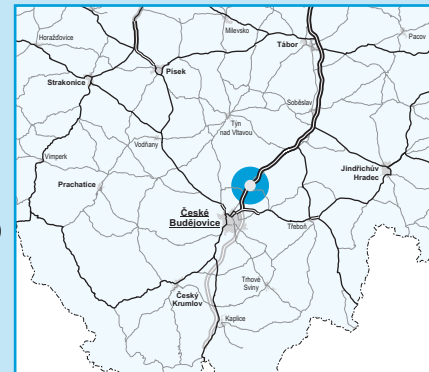 Milevsko
Pacov
Horažďovice
Tábor
Písek
Strakonice
Soběslav
Týn
nad Vltavou
Vodňany
Vimperk
Jindřichův
Hradec
Prachatice
České
Budějovice
Třeboň
Trhové
Sviny
Český
Krumlov
Kaplice